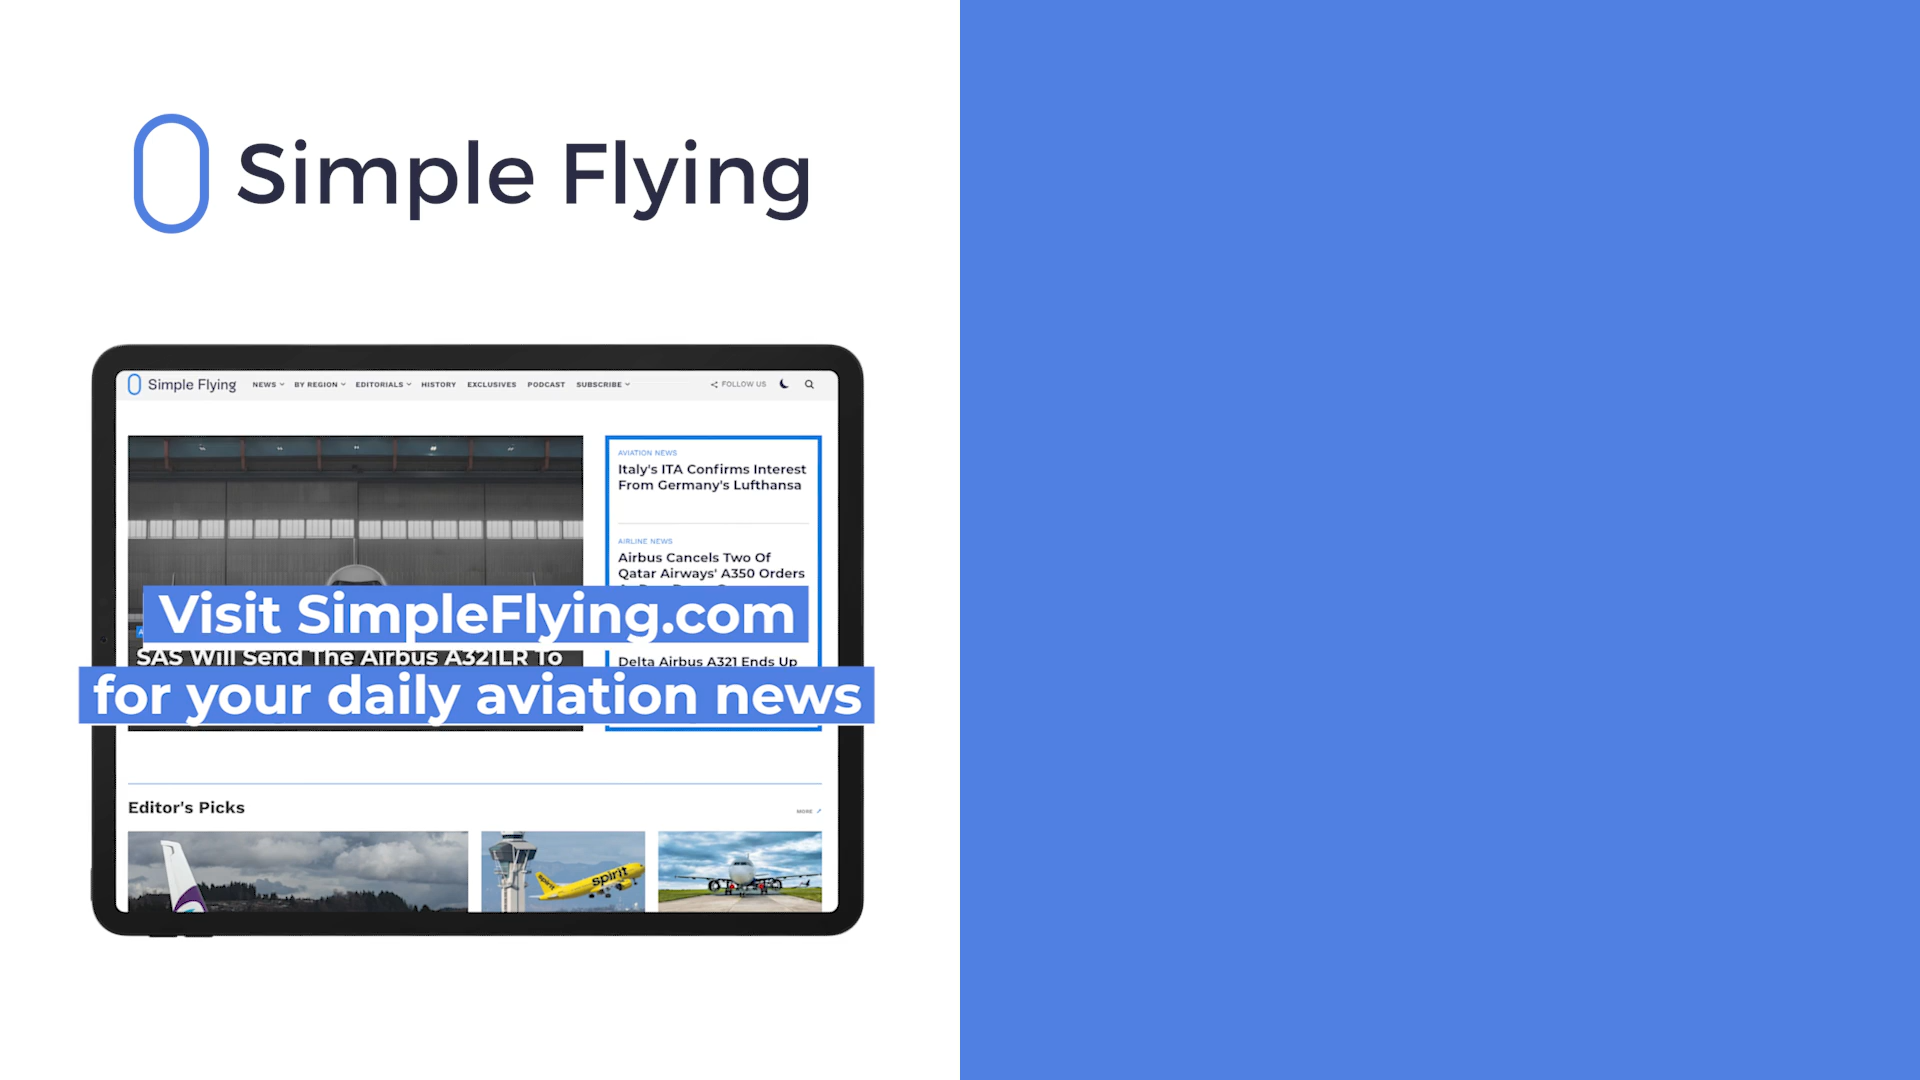 Simple Flying
Simple Flying
NEWS
BY REGION
EDITORIALS
HISTORY
EXCLUSIVES
PODCAST
SUBSCRIBE
FOLLOW US
AVIATION NEWS
Italy's ITA Confirms Interest
From Germany's Lufthansa
AIRLINE NEWS
Airbus Cancels Two Of
Qatar Airways' A350 Orders
Visit SimpleFlying.com
SAS Will Send The Airbus A321LR To
Delta Airbus A321 Ends Up
for your daily aviation news
Editor's Picks
MORE
spirit
spirit